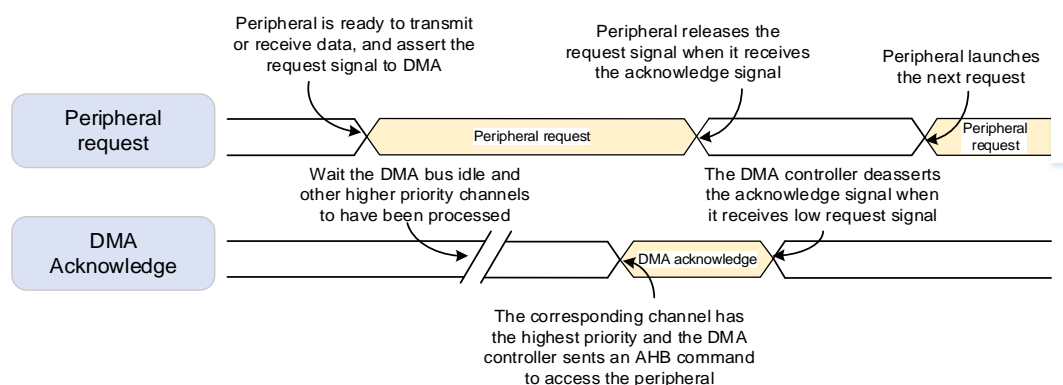 Peripheral is ready to transmit
or receive data, and assert the
request signal to DMA
Peripheral releases the
request signal when it receives
the acknowledge signal
Peripheral launches
the next request
Peripheral
request
Peripheral request
Peripheral
request
Wait the DMA bus idle and
other higher priority channels
to have been processed
The DMA controller deasserts
the acknowledge signal when
it receives low request signal
DMA
Acknowledge
DMA acknowledge
The corresponding channel has
the highest priority and the DMA
controller sents an AHB command
to access the peripheral